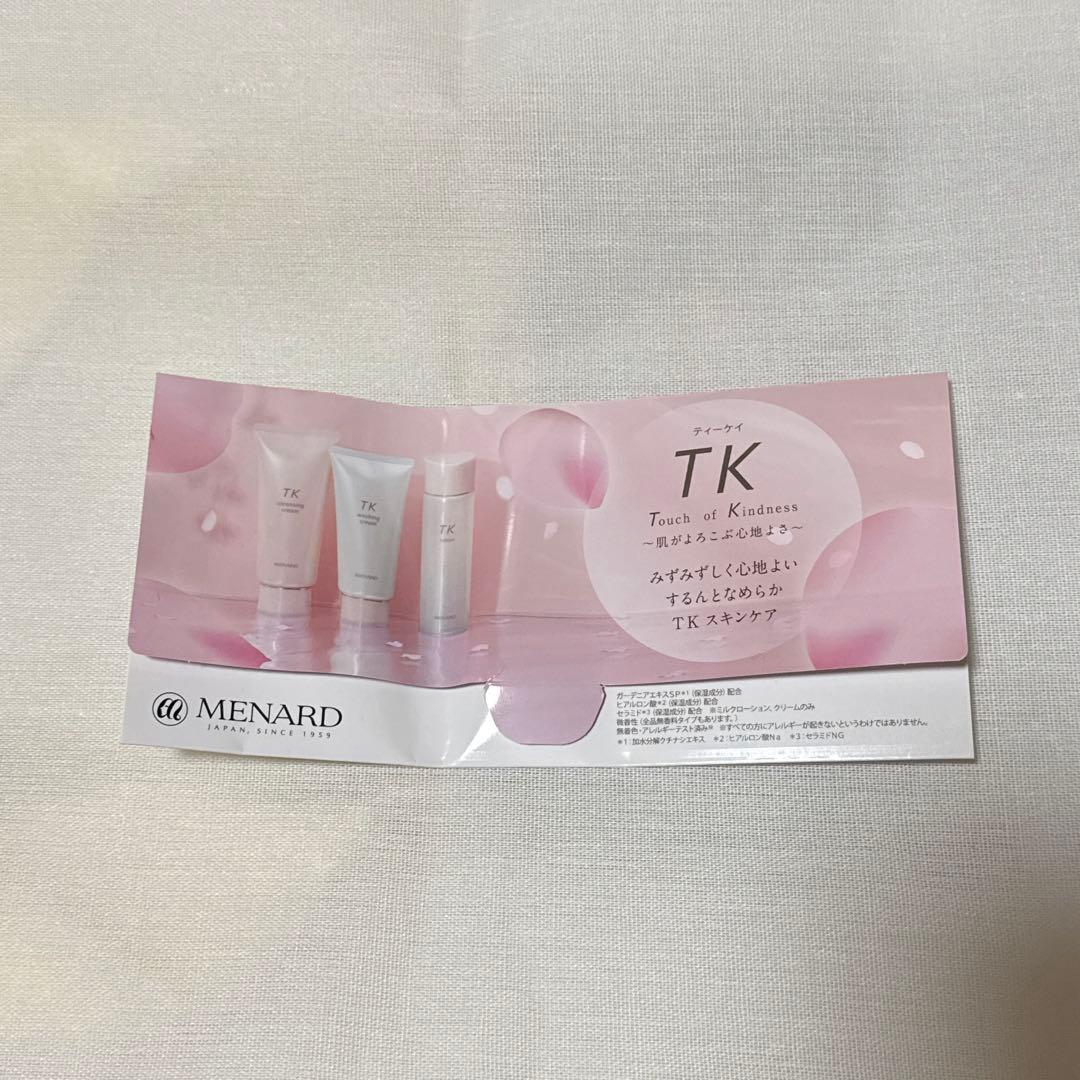 TK
cleansing
cream
MENARD
TK
washing
cream
MENARD
TK
lotion
MENARD
ティーケイ
TK
Touch of Kindness
〜肌がよろこぶ心地よさ〜
みずみずしく心地よい
するんとなめらか
TK スキンケア
MENARD
JAPAN, SINCE 1959
ガーデニアエキスSP*1 (保湿成分) 配合
ヒアルロン酸*2 (保湿成分) 配合
セラミド*3 (保湿成分) 配合 ※ミルクローション、クリームのみ
微香性 (全品無香料タイプもあります。)
無着色・アレルギーテスト済み※ ※すべての方にアレルギーが起きないというわけではありません。
*1:加水分解クチナシエキス *2:ヒアルロン酸Na *3:セラミドNG